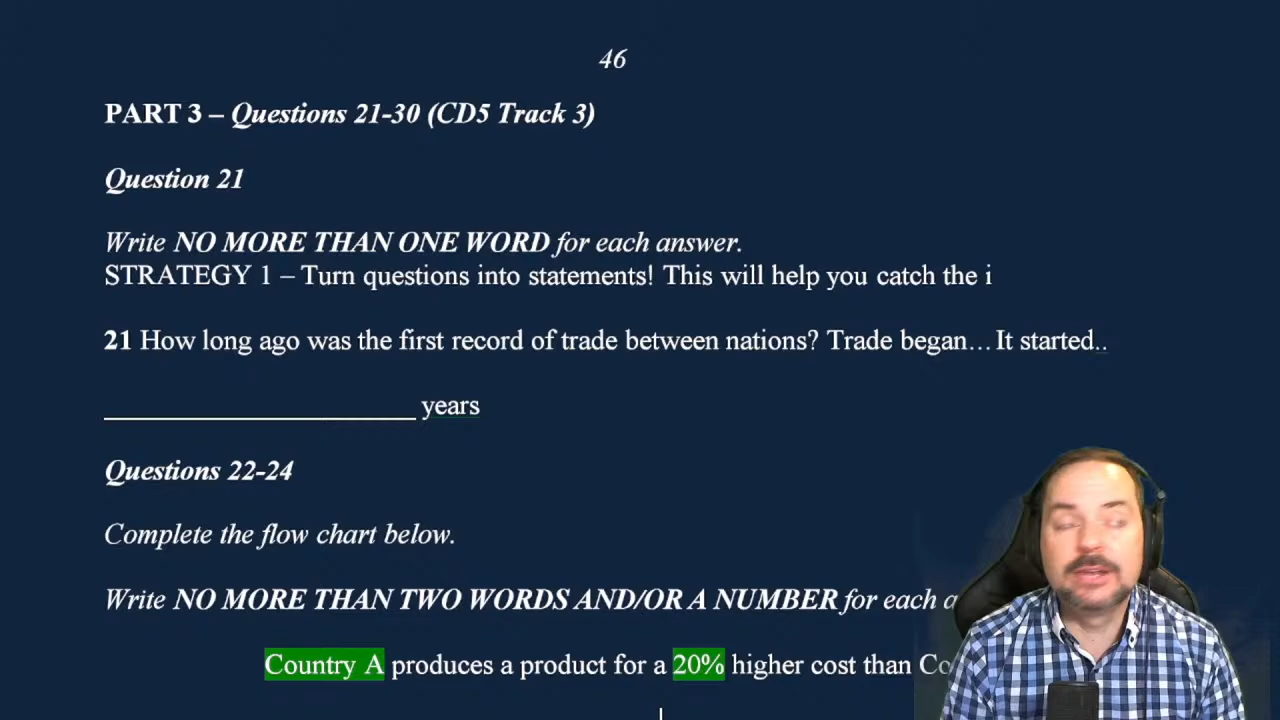 46
PART 3 – Questions 21-30 (CD5 Track 3)
Question 21
Write NO MORE THAN ONE WORD for each answer.
STRATEGY 1 – Turn questions into statements! This will help you catch the i
21 How long ago was the first record of trade between nations? Trade began… It started..
____________________ years
Questions 22-24
Complete the flow chart below.
Write NO MORE THAN TWO WORDS AND/OR A NUMBER for each
Country A produces a product for a 20% higher cost than